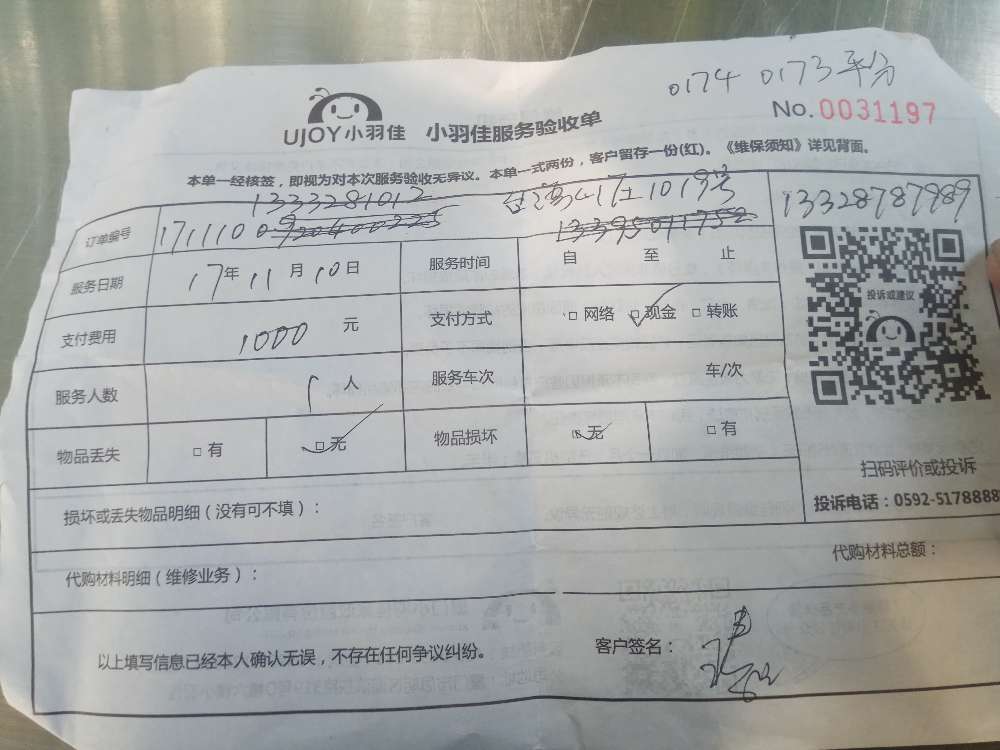 0174 0173 平分
No.0031197
UJOY小羽佳 小羽佳服务验收单
本单一经核签，即视为对本次服务验收无异议。本单一式两份，客户留存一份(红)。《维保须知》详见背面。
1333281012
13328787989
订单编号 1711100920400225 13395091752
服务日期 17年11月10日 服务时间 自 至 止
投诉或建议
支付费用 1000 元 支付方式 □网络 □现金 □转账
服务人数 1 人 服务车次 车/次
物品丢失 □有 □无 物品损坏 □无 □有
扫码评价或投诉
损坏或丢失物品明细（没有可不填）：
投诉电话：0592-5178888
代购材料总额：
代购材料明细（维修业务）：
以上填写信息已经本人确认无误，不存在任何争议纠纷。
客户签名：